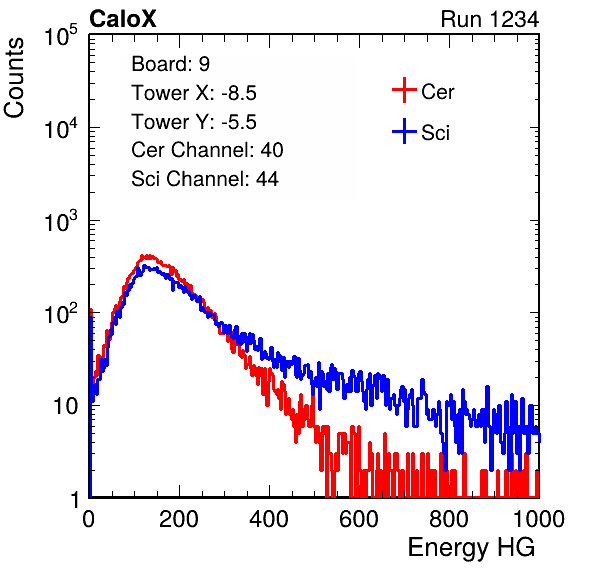 CaloX Run 1234
Counts
Board: 9
Tower X: -8.5
Tower Y: -5.5
Cer Channel: 40
Sci Channel: 44
Cer
Sci
10^5
10^4
10^3
10^2
10
1
0 200 400 600 800 1000
Energy HG